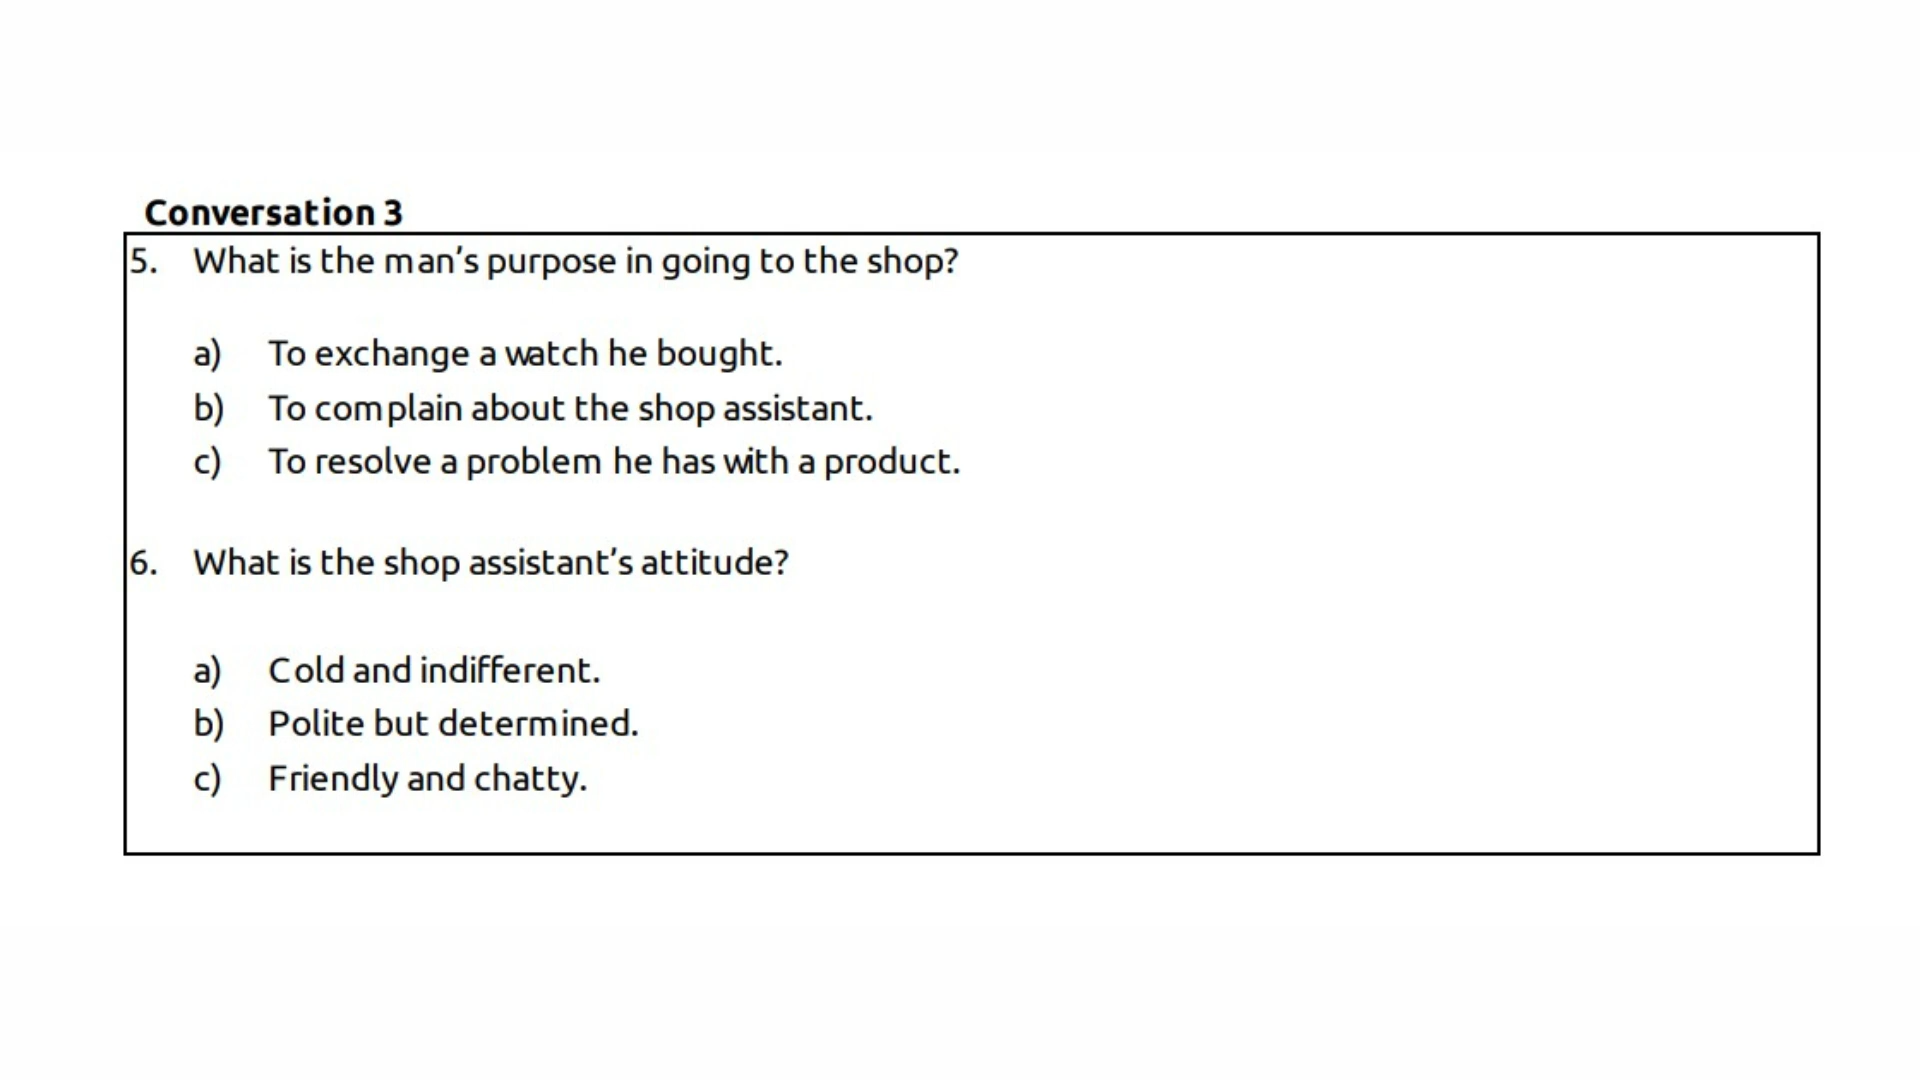 Conversation 3
5. What is the man's purpose in going to the shop?
a) To exchange a watch he bought.
b) To complain about the shop assistant.
c) To resolve a problem he has with a product.
6. What is the shop assistant's attitude?
a) Cold and indifferent.
b) Polite but determined.
c) Friendly and chatty.